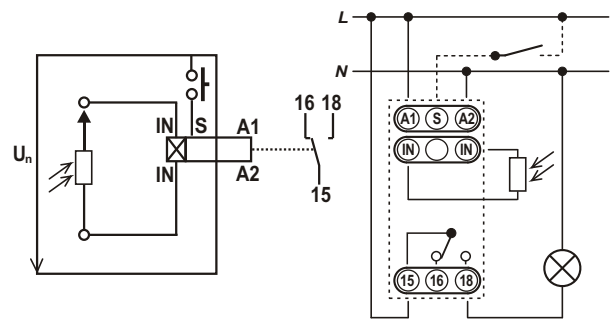 Un
IN S A1
IN A2
16 18
15
L
N
A1 S A2
IN IN
15 16 18